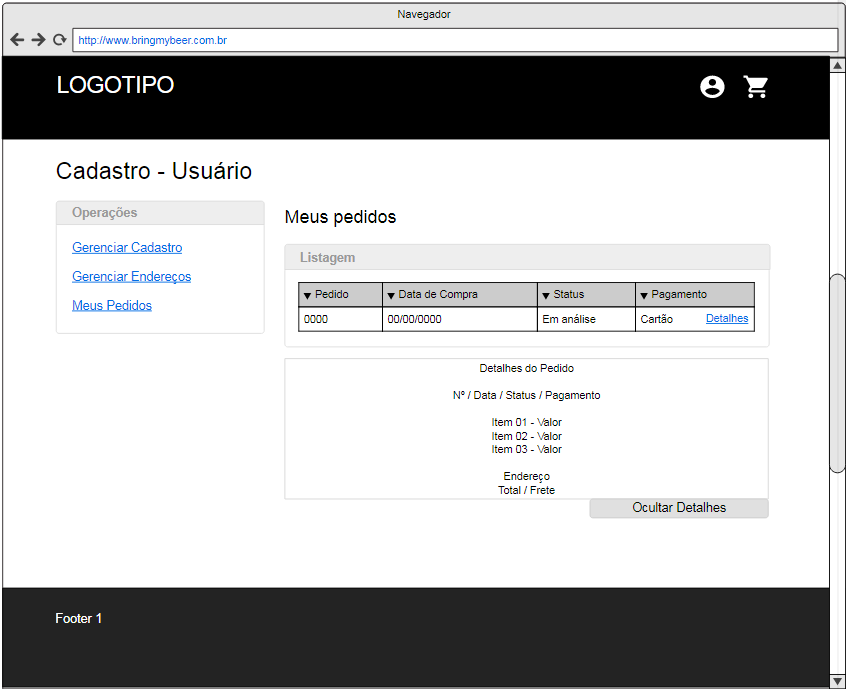 Navegador
http://www.bringmybeer.com.br
LOGOTIPO
Cadastro - Usuário
Operações
Gerenciar Cadastro
Gerenciar Endereços
Meus Pedidos
Meus pedidos
Listagem
Pedido Data de Compra Status Pagamento
0000 00/00/0000 Em análise Cartão Detalhes
Detalhes do Pedido
Nº / Data / Status / Pagamento
Item 01 - Valor
Item 02 - Valor
Item 03 - Valor
Endereço
Total / Frete
Ocultar Detalhes
Footer 1